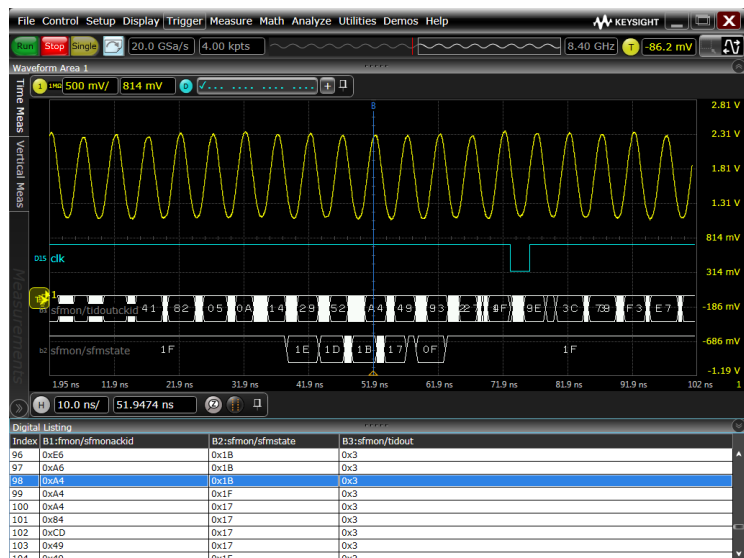 File Control Setup Display Trigger Measure Math Analyze Utilities Demos Help KEYSIGHT
Run Stop Single 20.0 GSa/s 4.00 kpts 8.40 GHz T -86.2 mV
Waveform Area 1
Time Meas
Vertical Meas
Measurements
1 1MΩ 500 mV/ 814 mV D
B
2.81 V
2.31 V
1.81 V
1.31 V
814 mV
314 mV
-186 mV
-686 mV
-1.19 V
D15 clk
41 82 05 0A 14 29 52 A4 49 93 9E 3C F3 E7
b2 sfmon/sfmstate 1F 1E 1D 1B 17 0F 1F
1.95 ns 11.9 ns 21.9 ns 31.9 ns 41.9 ns 51.9 ns 61.9 ns 71.9 ns 81.9 ns 91.9 ns 102 ns 1
H 10.0 ns/ 51.9474 ns
Digital Listing
Index B1:fmon/sfmonackid B2:sfmon/sfmstate B3:sfmon/tidout
96 0xE6 0x1B 0x3
97 0xA6 0x1B 0x3
98 0xA4 0x1B 0x3
99 0xA4 0x1F 0x3
100 0xA4 0x17 0x3
101 0x84 0x17 0x3
102 0xCD 0x17 0x3
103 0x49 0x17 0x3